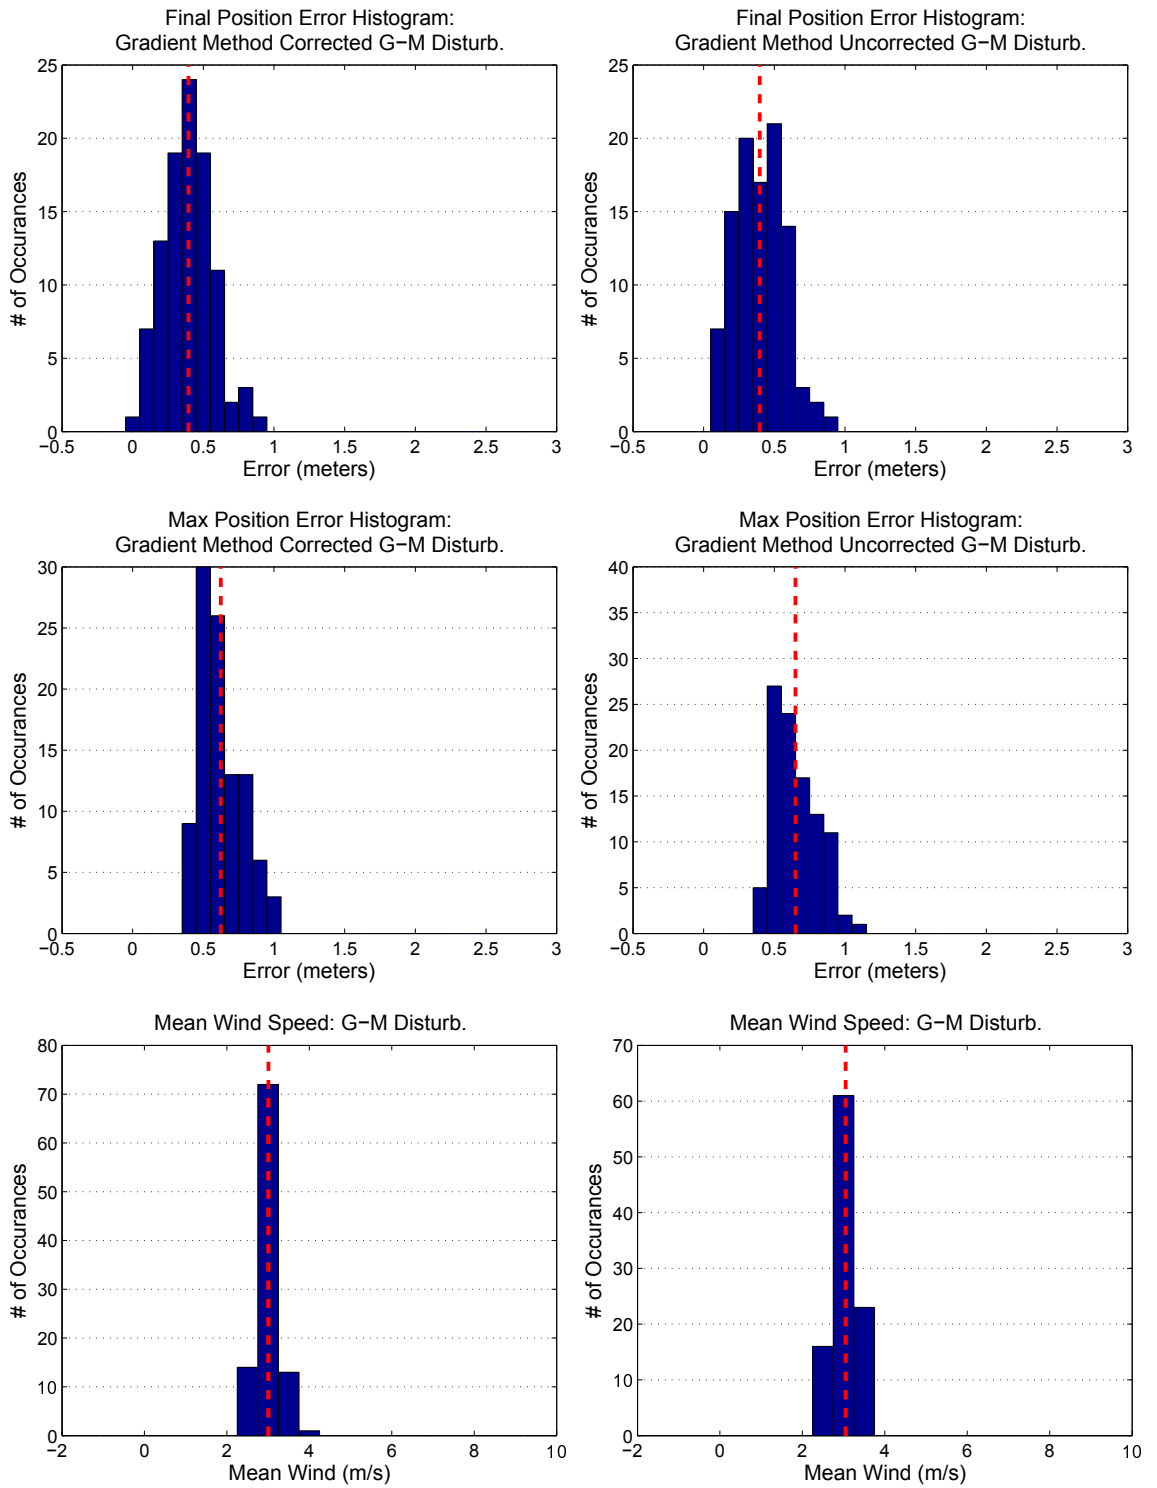 Final Position Error Histogram:
Gradient Method Corrected G−M Disturb.
25
20
15
10
5
0
# of Occurances
−0.5 0 0.5 1 1.5 2 2.5 3
Error (meters)
Final Position Error Histogram:
Gradient Method Uncorrected G−M Disturb.
25
20
15
10
5
0
# of Occurances
−0.5 0 0.5 1 1.5 2 2.5 3
Error (meters)
Max Position Error Histogram:
Gradient Method Corrected G−M Disturb.
30
25
20
15
10
5
0
# of Occurances
−0.5 0 0.5 1 1.5 2 2.5 3
Error (meters)
Max Position Error Histogram:
Gradient Method Uncorrected G−M Disturb.
40
35
30
25
20
15
10
5
0
# of Occurances
−0.5 0 0.5 1 1.5 2 2.5 3
Error (meters)
Mean Wind Speed: G−M Disturb.
80
70
60
50
40
30
20
10
0
# of Occurances
−2 0 2 4 6 8 10
Mean Wind (m/s)
Mean Wind Speed: G−M Disturb.
70
60
50
40
30
20
10
0
# of Occurances
−2 0 2 4 6 8 10
Mean Wind (m/s)